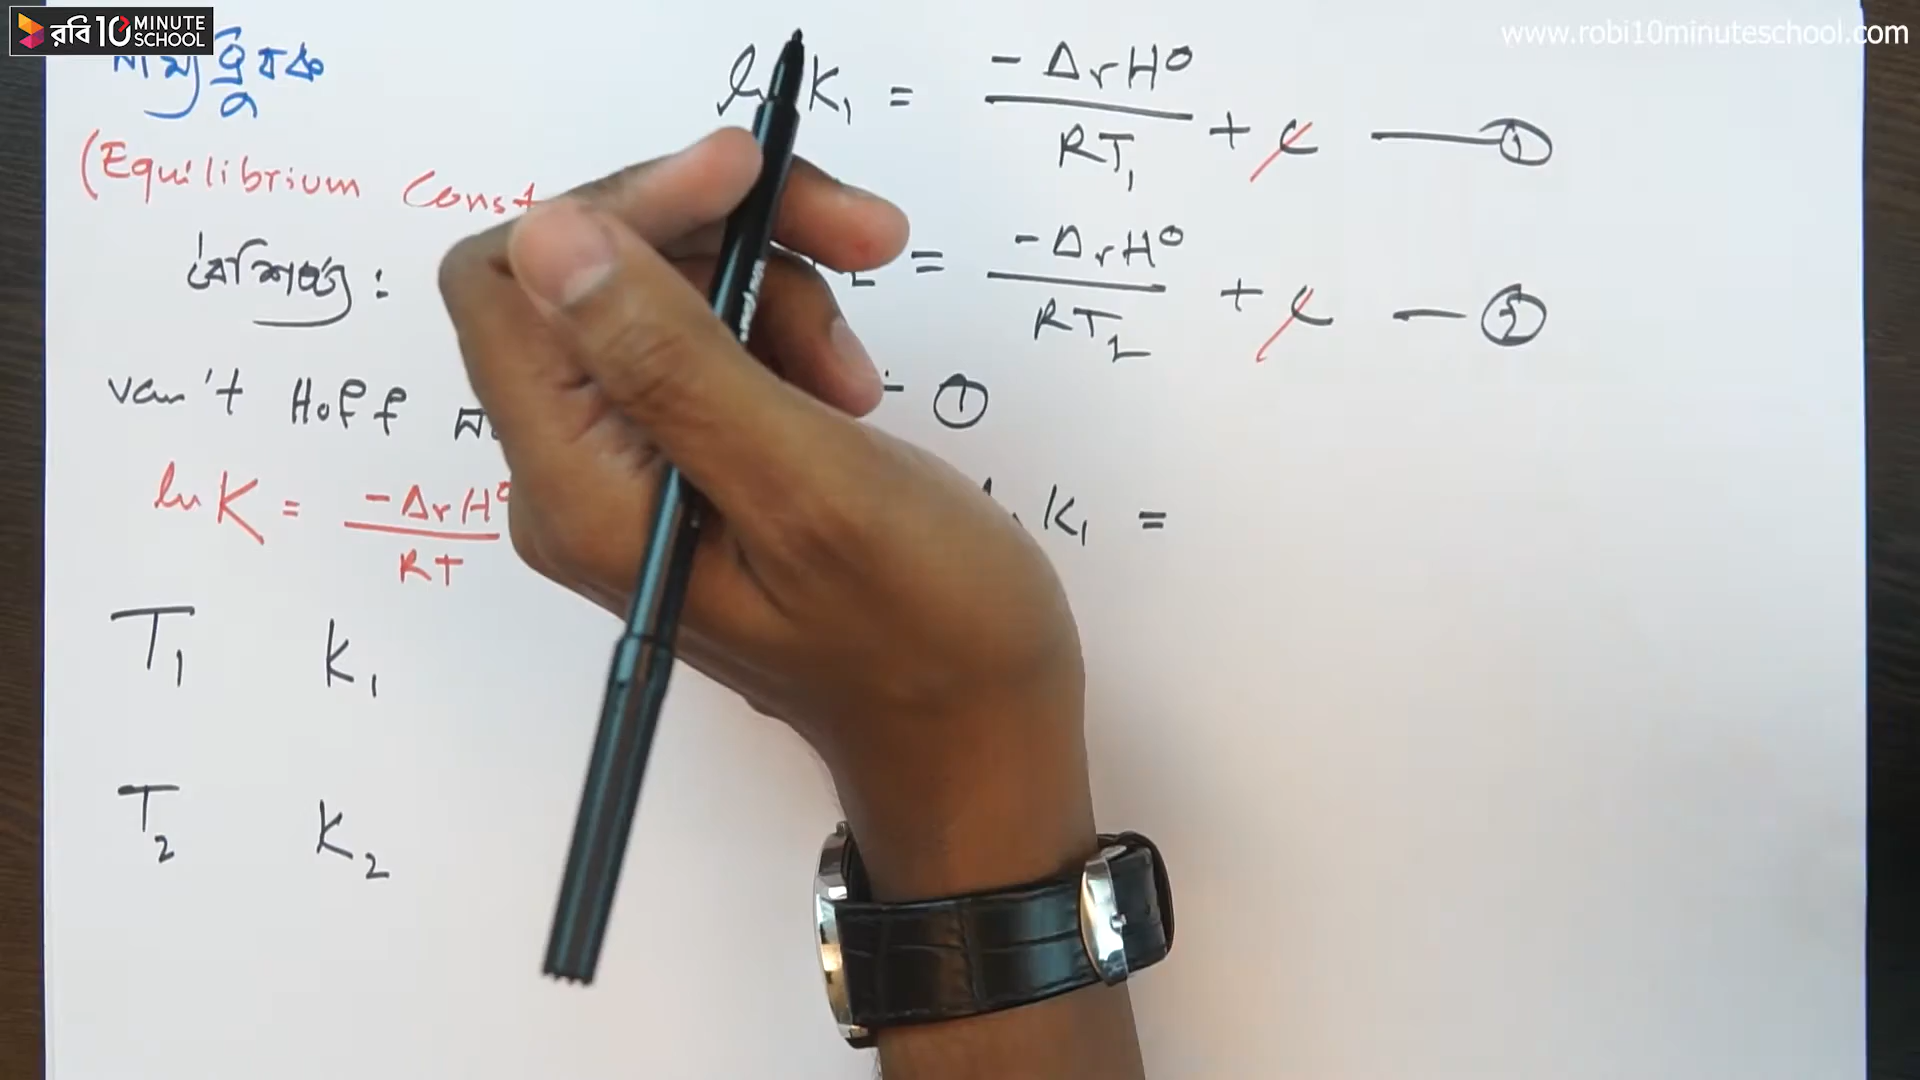 রবি 10 MINUTE SCHOOL
www.robi10minuteschool.com
সাম্য ধ্রুবক
(Equilibrium Const
বৈশিষ্ট্য :
van't Hoff
ln K = -ΔrH° / RT
T₁ K₁
T₂ K₂
ln K₁ = -ΔrH° / RT₁ + c — ①
₂ = -ΔrH° / RT₂ + c — ②
- ①
K₁ =